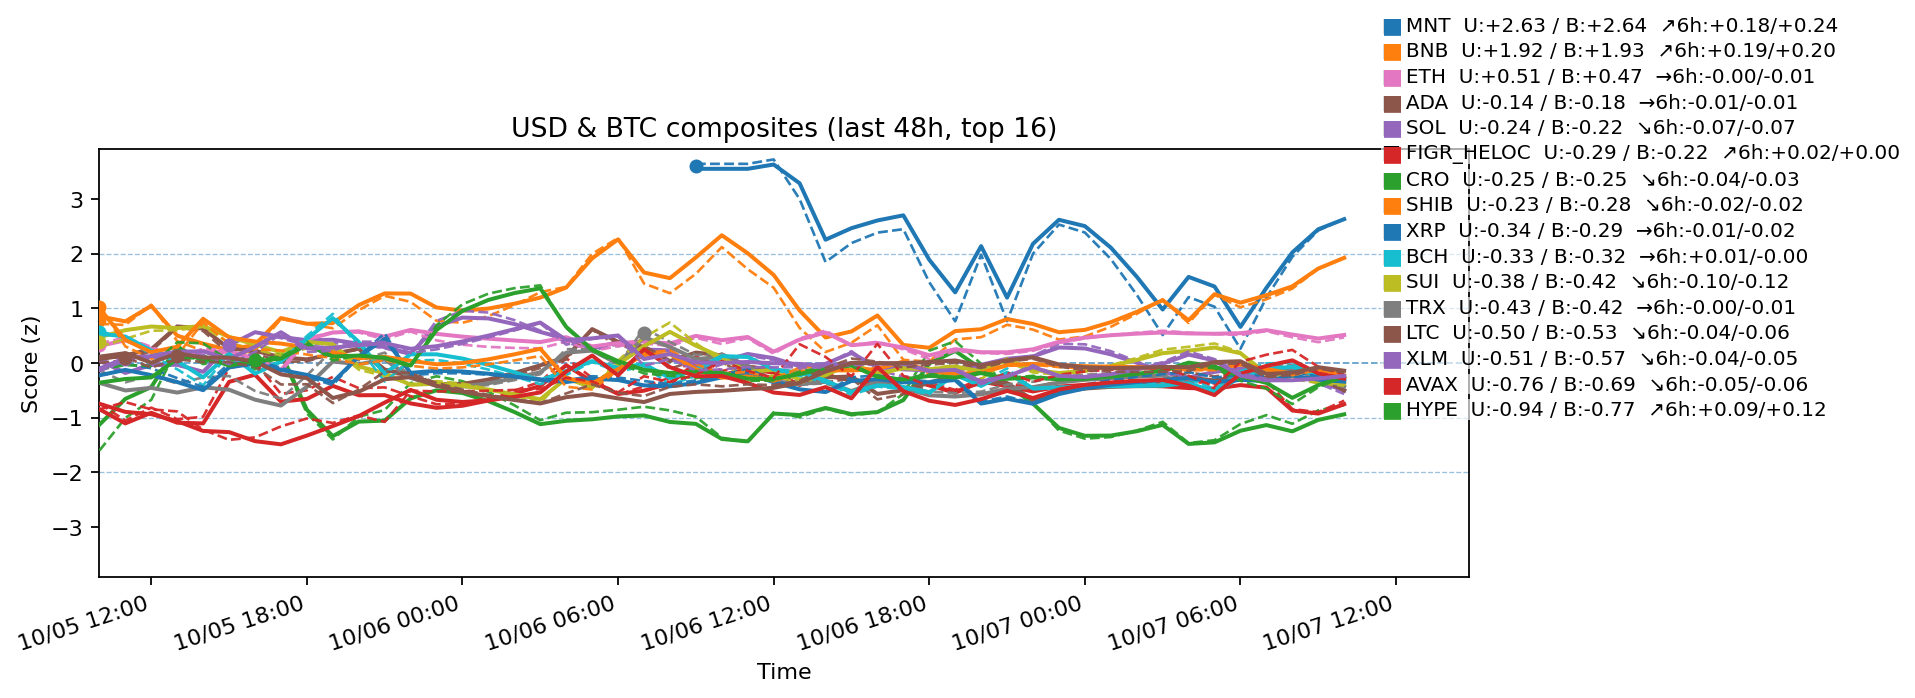 MNT  U:+2.63 / B:+2.64  ↗6h:+0.18/+0.24
BNB  U:+1.92 / B:+1.93  ↗6h:+0.19/+0.20
ETH  U:+0.51 / B:+0.47  →6h:-0.00/-0.01
ADA  U:-0.14 / B:-0.18  →6h:-0.01/-0.01
SOL  U:-0.24 / B:-0.22  ↘6h:-0.07/-0.07
FIGR_HELOC  U:-0.29 / B:-0.22  ↗6h:+0.02/+0.00
CRO  U:-0.25 / B:-0.25  ↘6h:-0.04/-0.03
SHIB  U:-0.23 / B:-0.28  ↘6h:-0.02/-0.02
XRP  U:-0.34 / B:-0.29  →6h:-0.01/-0.02
BCH  U:-0.33 / B:-0.32  →6h:+0.01/-0.00
SUI  U:-0.38 / B:-0.42  ↘6h:-0.10/-0.12
TRX  U:-0.43 / B:-0.42  →6h:-0.00/-0.01
LTC  U:-0.50 / B:-0.53  ↘6h:-0.04/-0.06
XLM  U:-0.51 / B:-0.57  ↘6h:-0.04/-0.05
AVAX  U:-0.76 / B:-0.69  ↘6h:-0.05/-0.06
HYPE  U:-0.94 / B:-0.77  ↗6h:+0.09/+0.12
USD & BTC composites (last 48h, top 16)
Score (z)
3
2
1
0
−1
−2
−3
10/05 12:00
10/05 18:00
10/06 00:00
10/06 06:00
10/06 12:00
10/06 18:00
10/07 00:00
10/07 06:00
10/07 12:00
Time